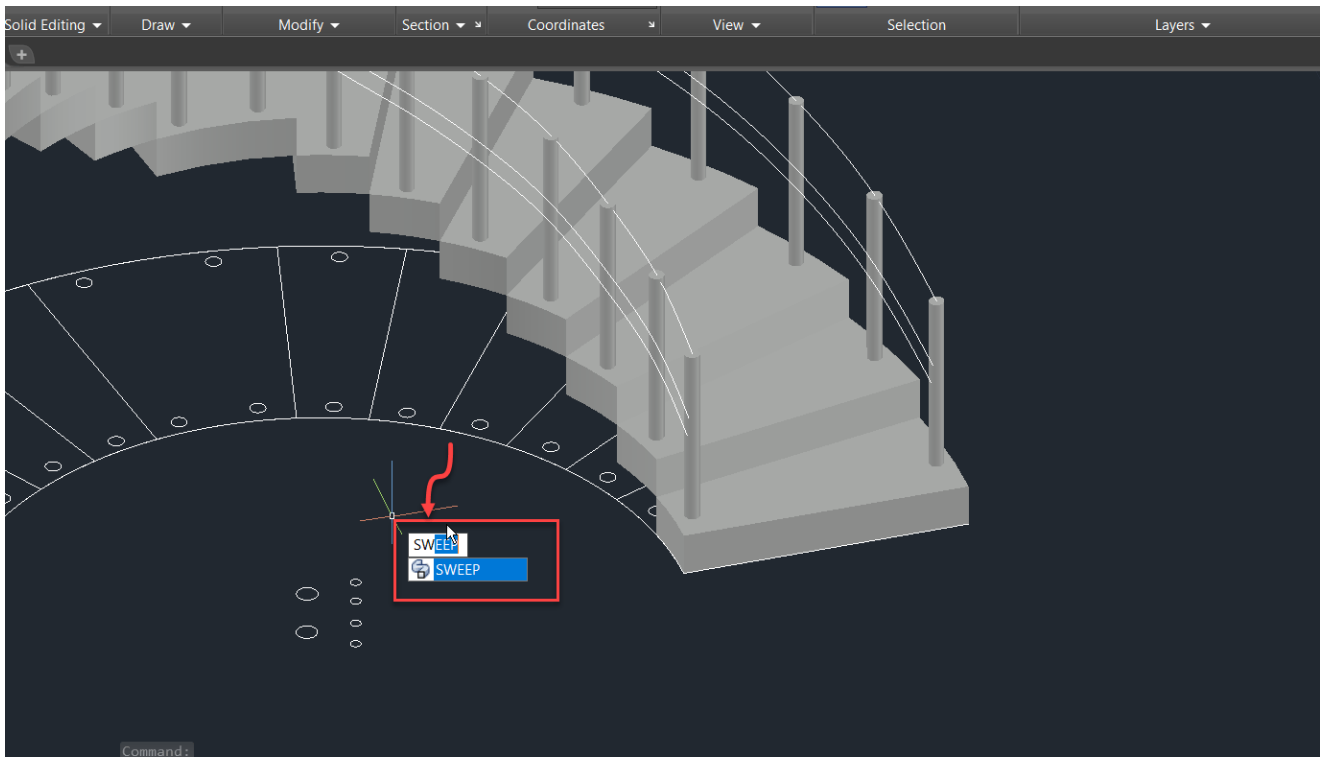 Solid Editing
Draw
Modify
Section
Coordinates
View
Selection
Layers
SWEEP
SWEEP
Command: